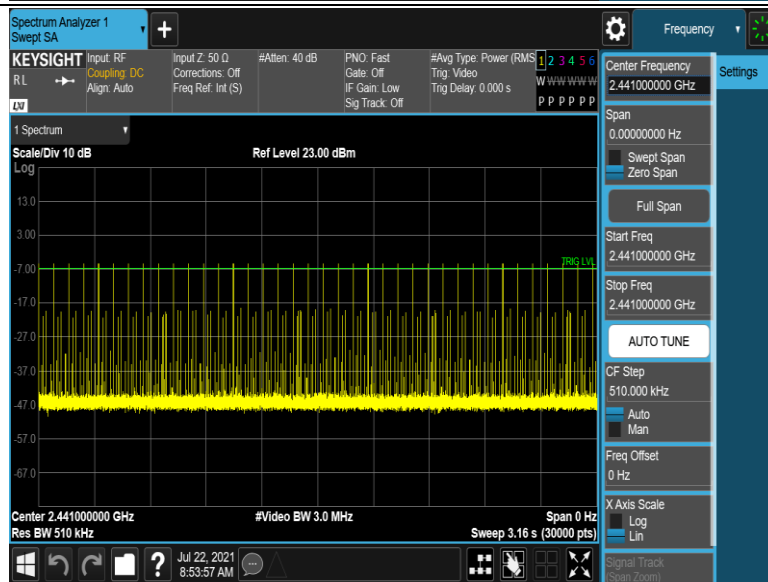 Spectrum Analyzer 1
Swept SA
Frequency
KEYSIGHT
RL
LXI
Input: RF
Coupling: DC
Align: Auto
Input Z: 50 Ω
Corrections: Off
Freq Ref: Int (S)
#Atten: 40 dB
PNO: Fast
Gate: Off
IF Gain: Low
Sig Track: Off
#Avg Type: Power (RMS
Trig: Video
Trig Delay: 0.000 s
1 2 3 4 5 6
W W W W W W
P P P P P P
Center Frequency
2.441000000 GHz
Settings
Span
0.00000000 Hz
Swept Span
Zero Span
Full Span
Start Freq
2.441000000 GHz
Stop Freq
2.441000000 GHz
AUTO TUNE
CF Step
510.000 kHz
Auto
Man
Freq Offset
0 Hz
X Axis Scale
Log
Lin
Signal Track
(Span Zoom)
1 Spectrum
Scale/Div 10 dB
Ref Level 23.00 dBm
Log
13.0
3.00
-7.00
-17.0
-27.0
-37.0
-47.0
-57.0
-67.0
TRIG LVL
Center 2.441000000 GHz
#Video BW 3.0 MHz
Span 0 Hz
Res BW 510 kHz
Sweep 3.16 s (30000 pts)
?
Jul 22, 2021
8:53:57 AM